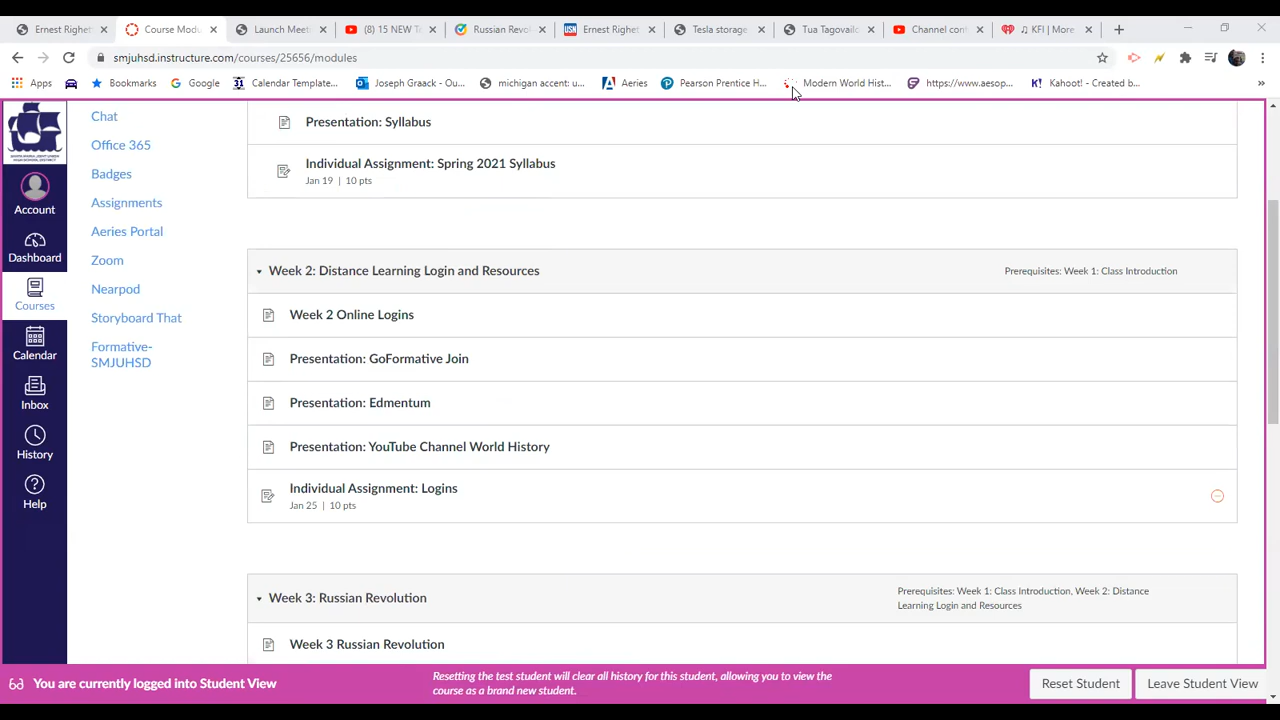 Ernest Righet
Course Modu
Launch Meet
(8) 15 NEW T
Russian Revol
Ernest Righet
Tesla storage
Tua Tagovailo
Channel cont
♫ KFI | More
smjuhsd.instructure.com/courses/25656/modules
Apps
Bookmarks
Google
Calendar Template...
Joseph Graack - Ou...
michigan accent: u...
Aeries
Pearson Prentice H...
Modern World Hist...
https://www.aesop...
Kahoot! - Created b...
»
Account
Dashboard
Courses
Calendar
Inbox
History
Help
Chat
Office 365
Badges
Assignments
Aeries Portal
Zoom
Nearpod
Storyboard That
Formative-
SMJUHSD
Presentation: Syllabus
Individual Assignment: Spring 2021 Syllabus
Jan 19 | 10 pts
Week 2: Distance Learning Login and Resources
Prerequisites: Week 1: Class Introduction
Week 2 Online Logins
Presentation: GoFormative Join
Presentation: Edmentum
Presentation: YouTube Channel World History
Individual Assignment: Logins
Jan 25 | 10 pts
Week 3: Russian Revolution
Prerequisites: Week 1: Class Introduction, Week 2: Distance
Learning Login and Resources
Week 3 Russian Revolution
You are currently logged into Student View
Resetting the test student will clear all history for this student, allowing you to view the
course as a brand new student.
Reset Student
Leave Student View